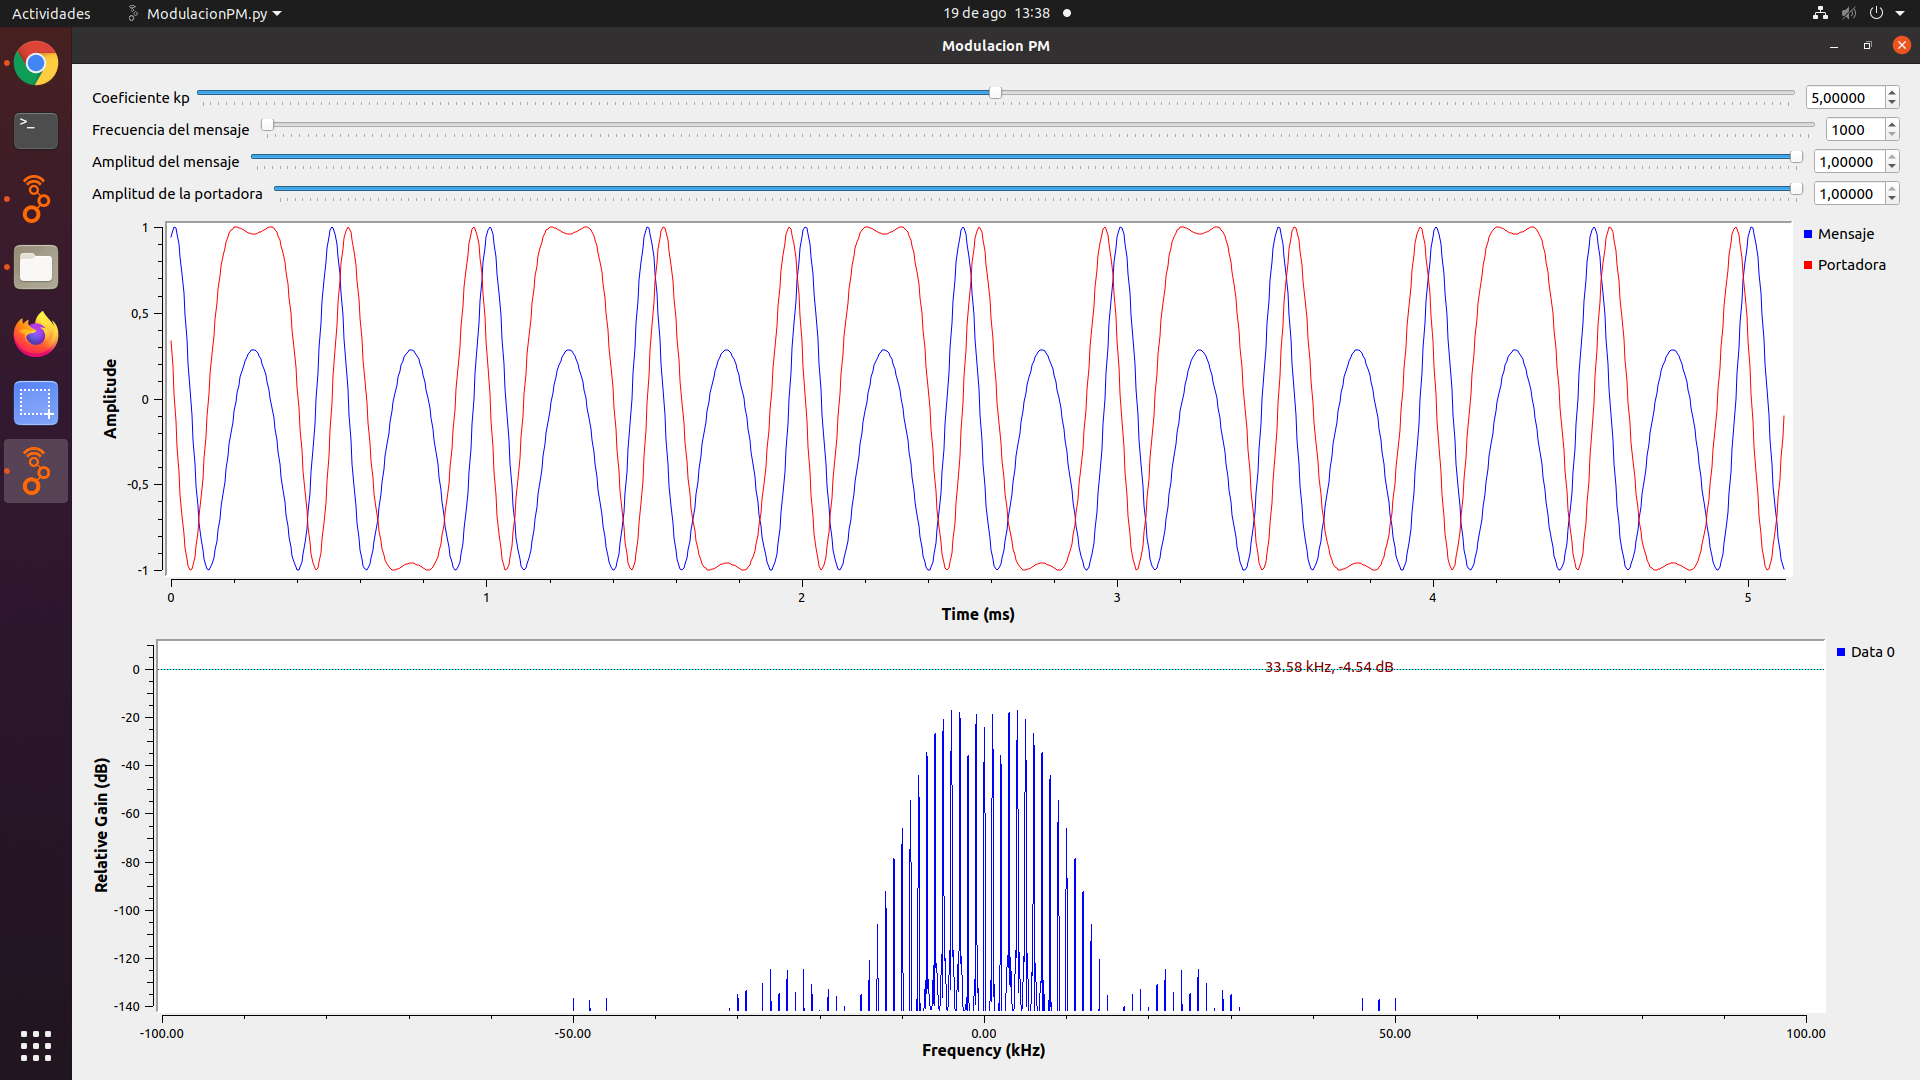 Actividades ModulacionPM.py 19 de ago 13:38
Modulacion PM
Coeficiente kp 5,00000
Frecuencia del mensaje 1000
Amplitud del mensaje 1,00000
Amplitud de la portadora 1,00000
Mensaje
Portadora
Amplitude
1
0,5
0
-0,5
-1
0 1 2 3 4 5
Time (ms)
Data 0
33.58 kHz, -4.54 dB
Relative Gain (dB)
0
-20
-40
-60
-80
-100
-120
-140
-100.00 -50.00 0.00 50.00 100.00
Frequency (kHz)